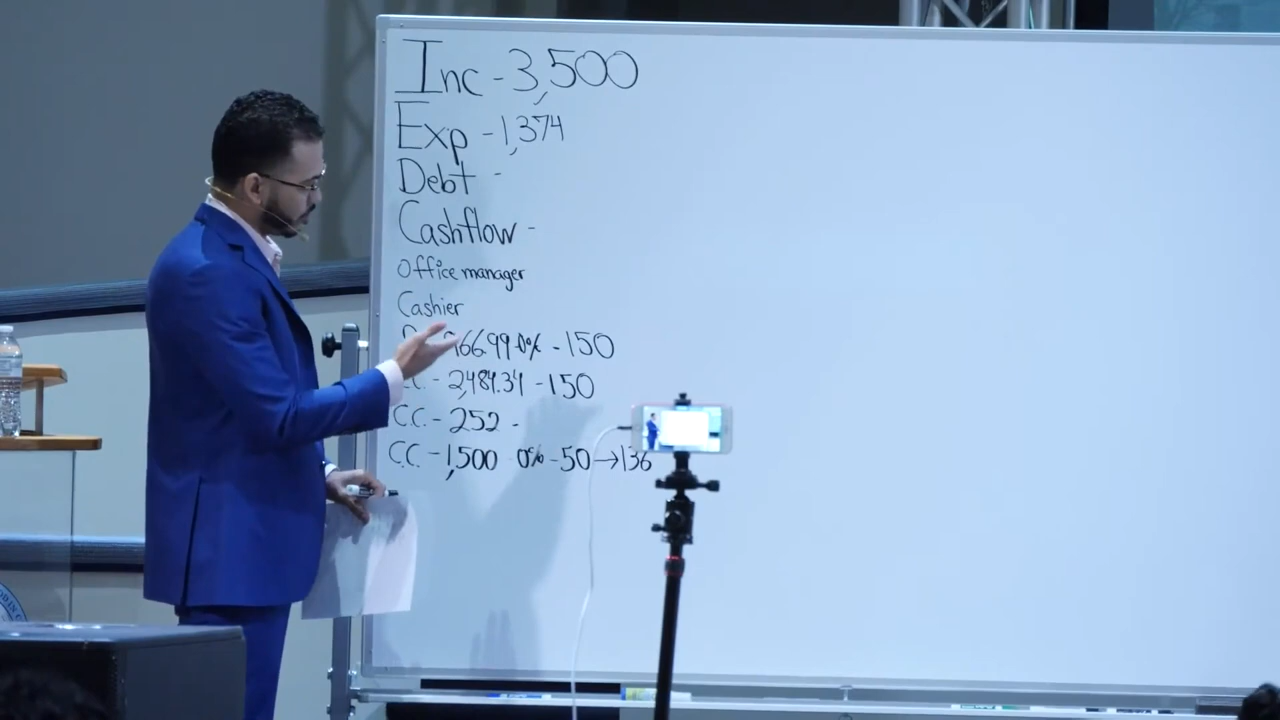 Inc - 3,500
Exp - 1,374
Debt -
Cashflow -
Office manager
Cashier
66.99 0% - 150
C. - 2,484.34 - 150
C.C. - 252 -
C.C. - 1,500 0% - 50 → 136